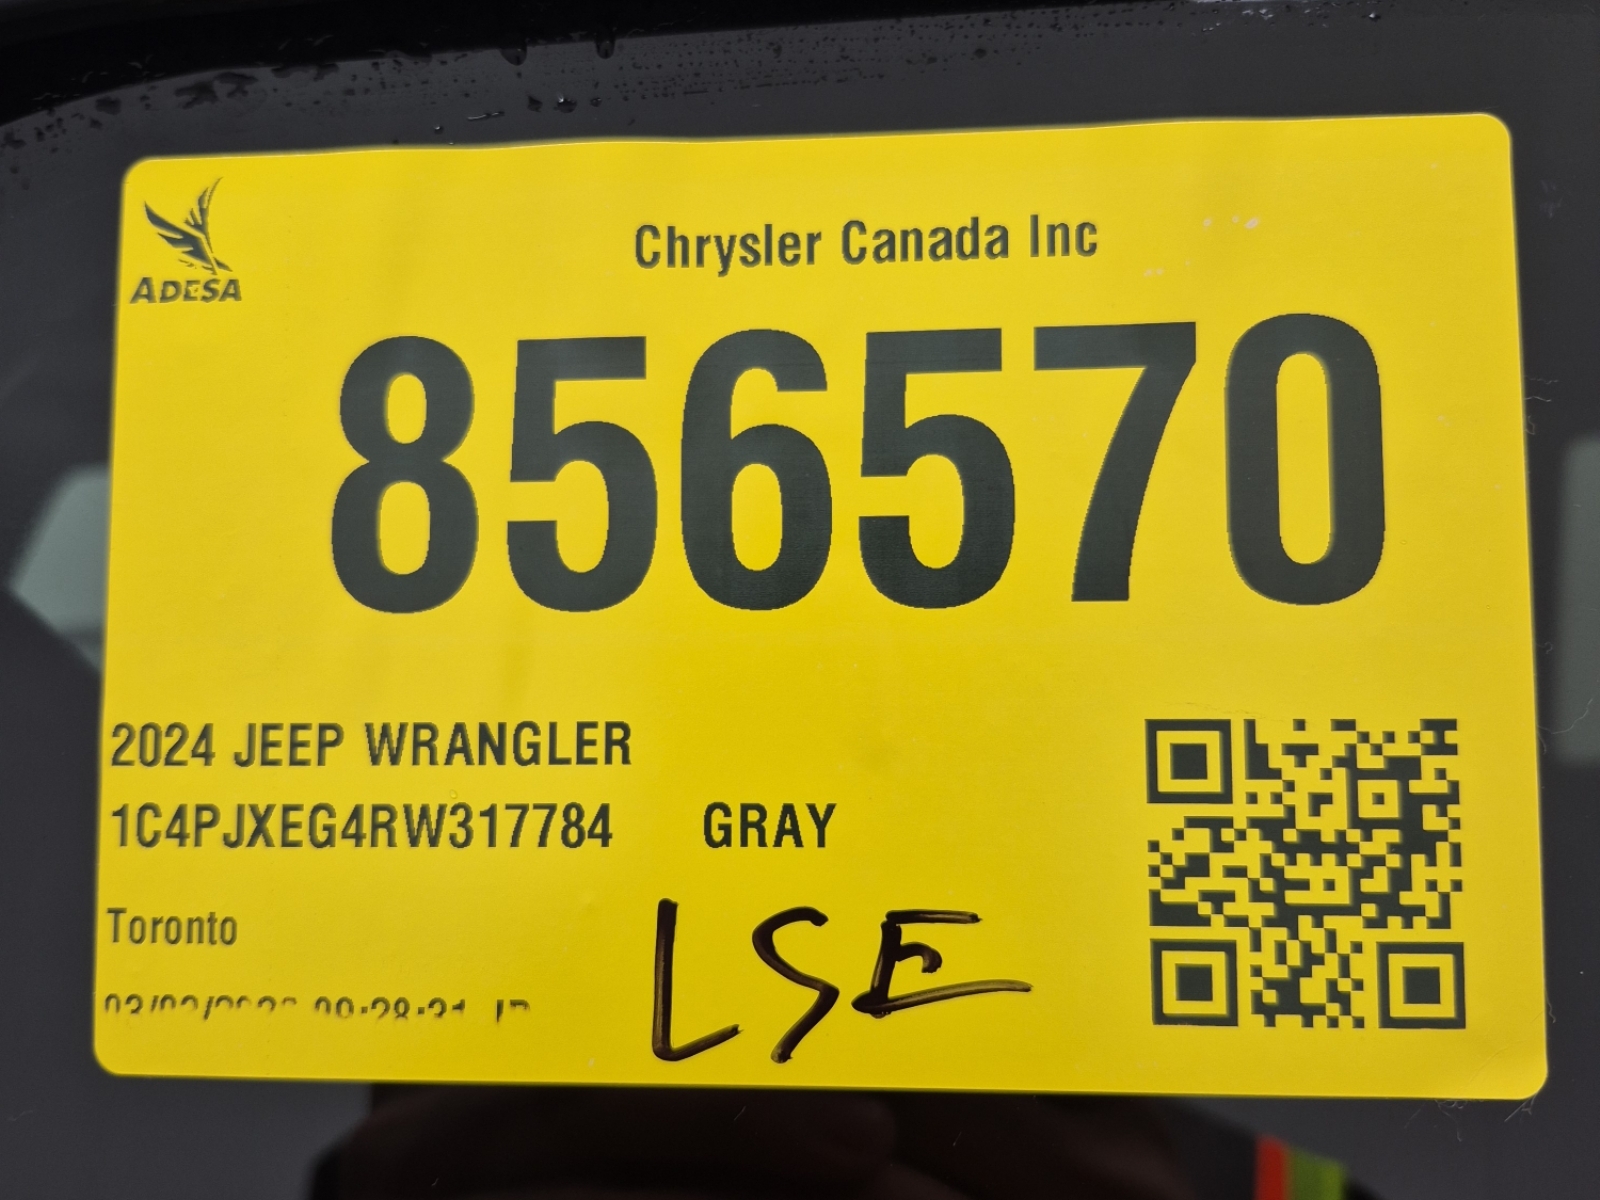 ADESA
Chrysler Canada Inc
856570
2024 JEEP WRANGLER
1C4PJXEG4RW317784 GRAY
Toronto
LSE